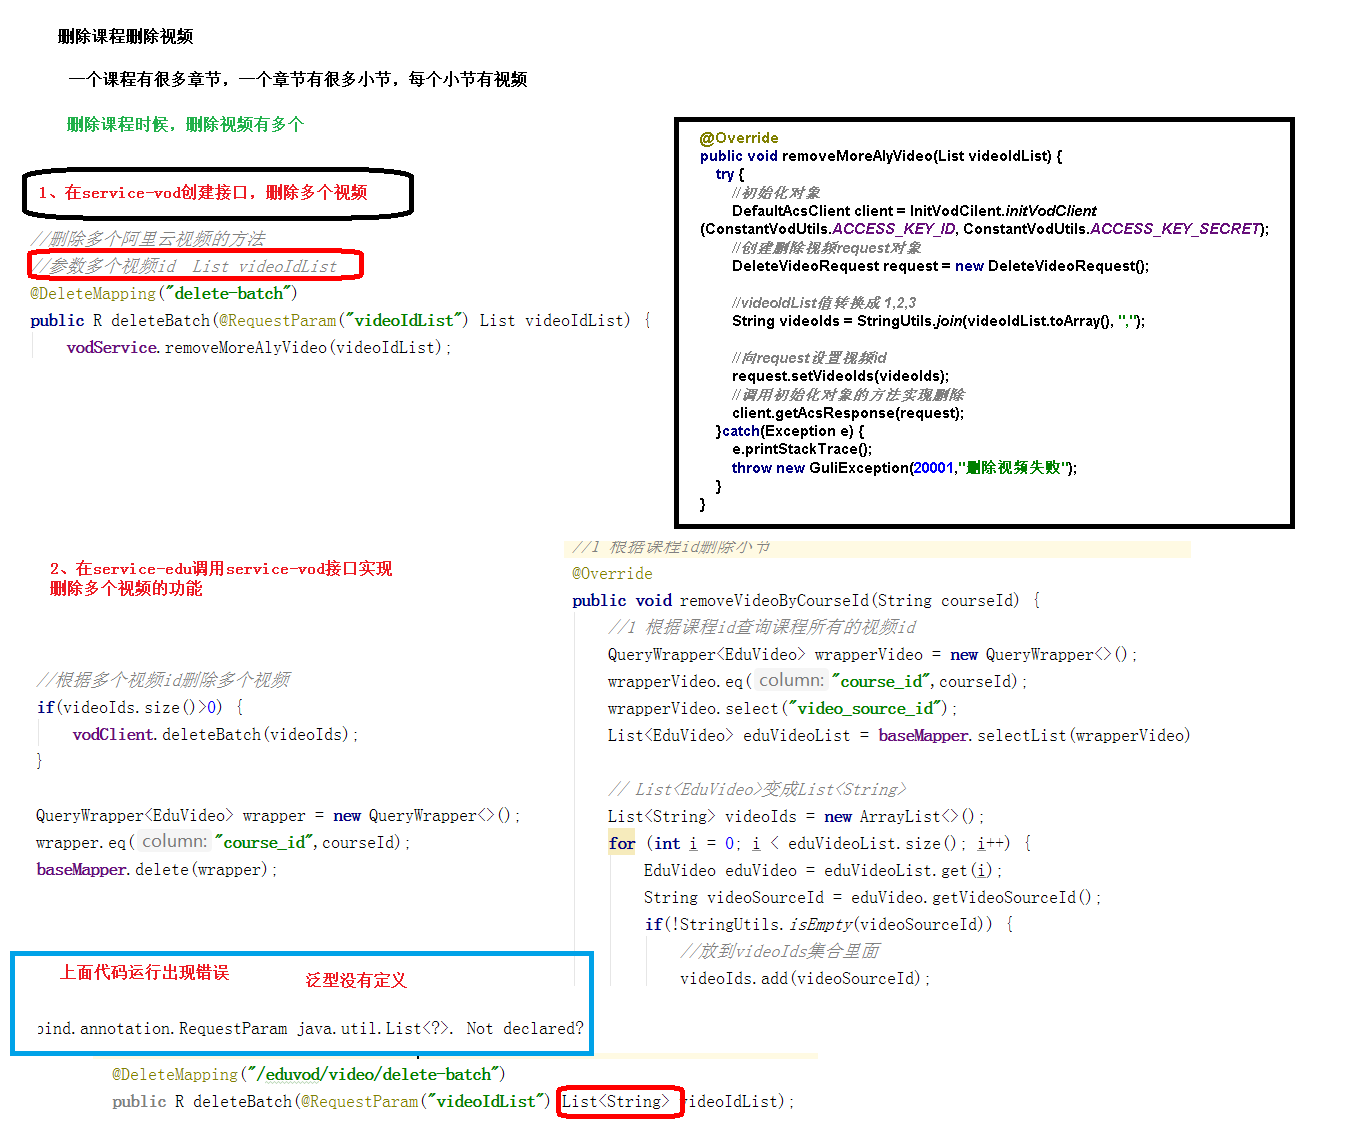 删除课程删除视频
一个课程有很多章节，一个章节有很多小节，每个小节有视频
删除课程时候，删除视频有多个
1、在service-vod创建接口，删除多个视频
//删除多个阿里云视频的方法
//参数多个视频id  List videoIdList
@DeleteMapping("delete-batch")
public R deleteBatch(@RequestParam("videoIdList") List videoIdList) {
vodService.removeMoreAlyVideo(videoIdList);
@Override
public void removeMoreAlyVideo(List videoIdList) {
try {
//初始化对象
DefaultAcsClient client = InitVodCilent.initVodClient
(ConstantVodUtils.ACCESS_KEY_ID, ConstantVodUtils.ACCESS_KEY_SECRET);
//创建删除视频request对象
DeleteVideoRequest request = new DeleteVideoRequest();
//videoIdList值转换成 1,2,3
String videoIds = StringUtils.join(videoIdList.toArray(), ",");
//向request设置视频id
request.setVideoIds(videoIds);
//调用初始化对象的方法实现删除
client.getAcsResponse(request);
}catch(Exception e) {
e.printStackTrace();
throw new GuliException(20001,"删除视频失败");
}
}
2、在service-edu调用service-vod接口实现
删除多个视频的功能
//根据多个视频id删除多个视频
if(videoIds.size()>0) {
vodClient.deleteBatch(videoIds);
}
QueryWrapper<EduVideo> wrapper = new QueryWrapper<>();
wrapper.eq( column: "course_id",courseId);
baseMapper.delete(wrapper);
//1 根据课程id删除小节
@Override
public void removeVideoByCourseId(String courseId) {
//1 根据课程id查询课程所有的视频id
QueryWrapper<EduVideo> wrapperVideo = new QueryWrapper<>();
wrapperVideo.eq( column: "course_id",courseId);
wrapperVideo.select("video_source_id");
List<EduVideo> eduVideoList = baseMapper.selectList(wrapperVideo)
// List<EduVideo>变成List<String>
List<String> videoIds = new ArrayList<>();
for (int i = 0; i < eduVideoList.size(); i++) {
EduVideo eduVideo = eduVideoList.get(i);
String videoSourceId = eduVideo.getVideoSourceId();
if(!StringUtils.isEmpty(videoSourceId)) {
//放到videoIds集合里面
videoIds.add(videoSourceId);
上面代码运行出现错误
泛型没有定义
bind.annotation.RequestParam java.util.List<?>. Not declared?
@DeleteMapping("/eduvod/video/delete-batch")
public R deleteBatch(@RequestParam("videoIdList") List<String> videoIdList);